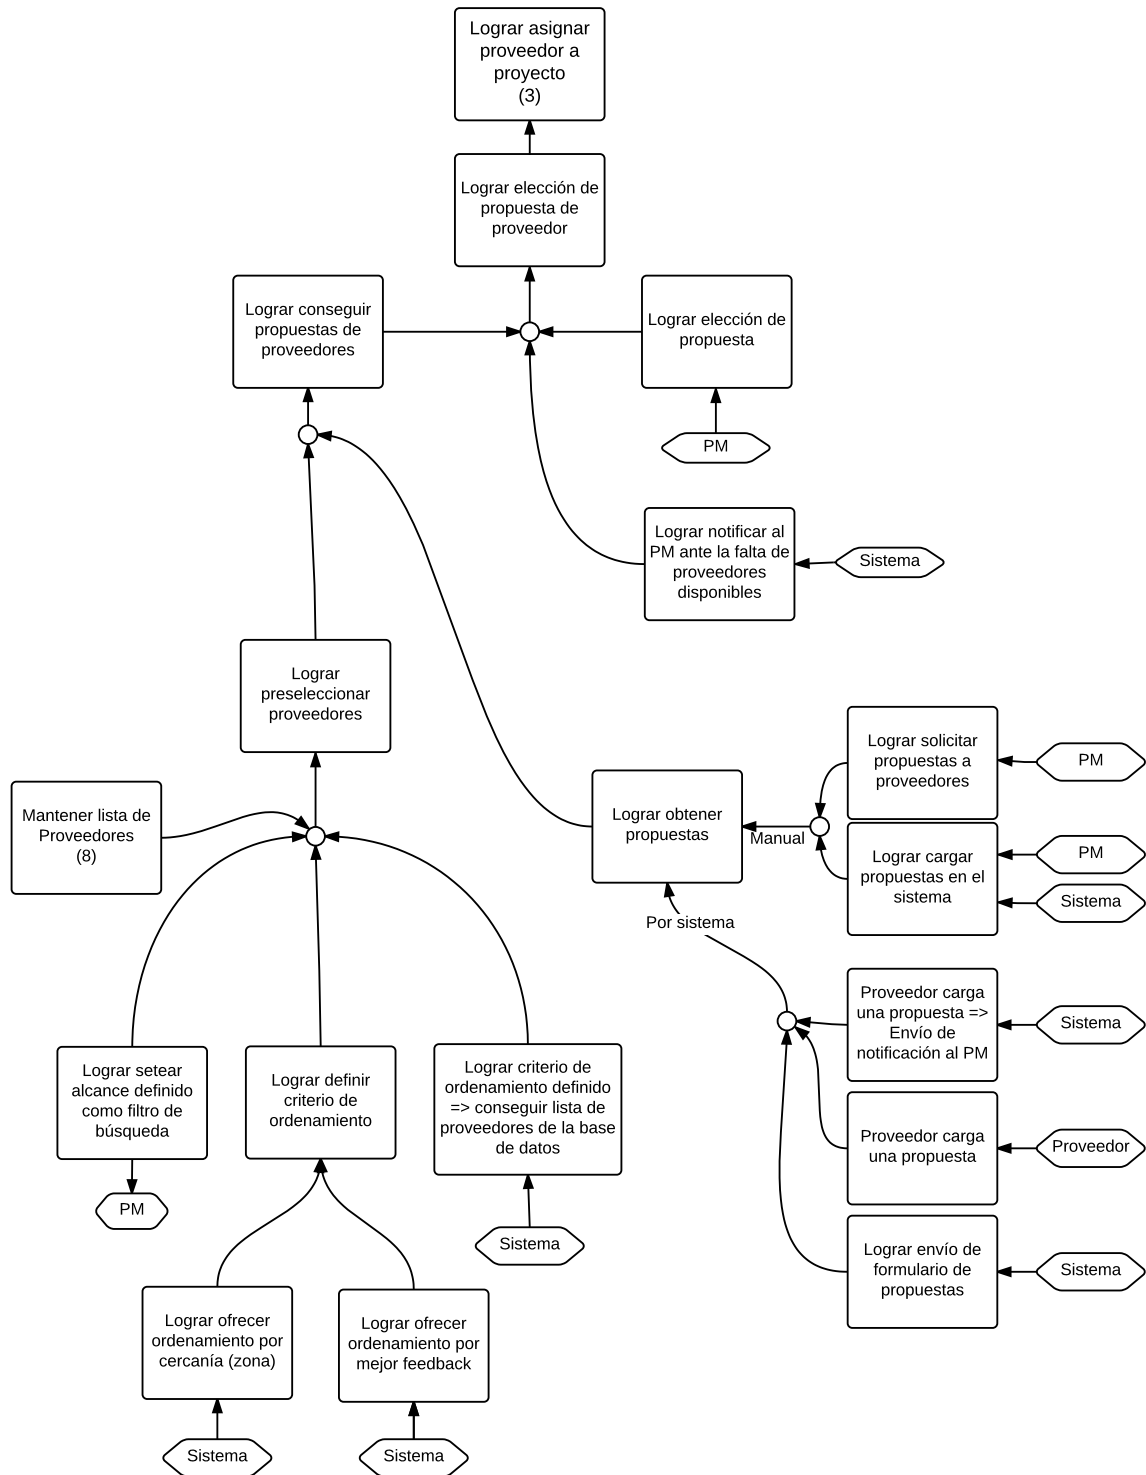 Lograr asignar
proveedor a
proyecto
(3)
Lograr elección de
propuesta de
proveedor
Lograr conseguir
propuestas de
proveedores
Lograr elección de
propuesta
PM
Lograr notificar al
PM ante la falta de
proveedores
disponibles
Sistema
Lograr
preseleccionar
proveedores
Lograr solicitar
propuestas a
proveedores
PM
Mantener lista de
Proveedores
(8)
Lograr obtener
propuestas
Manual
Lograr cargar
propuestas en el
sistema
PM
Sistema
Por sistema
Proveedor carga
una propuesta =>
Envío de
notificación al PM
Sistema
Lograr setear
alcance definido
como filtro de
búsqueda
PM
Lograr definir
criterio de
ordenamiento
Lograr criterio de
ordenamiento definido
=> conseguir lista de
proveedores de la base
de datos
Sistema
Proveedor carga
una propuesta
Proveedor
Lograr envío de
formulario de
propuestas
Sistema
Lograr ofrecer
ordenamiento por
cercanía (zona)
Sistema
Lograr ofrecer
ordenamiento por
mejor feedback
Sistema